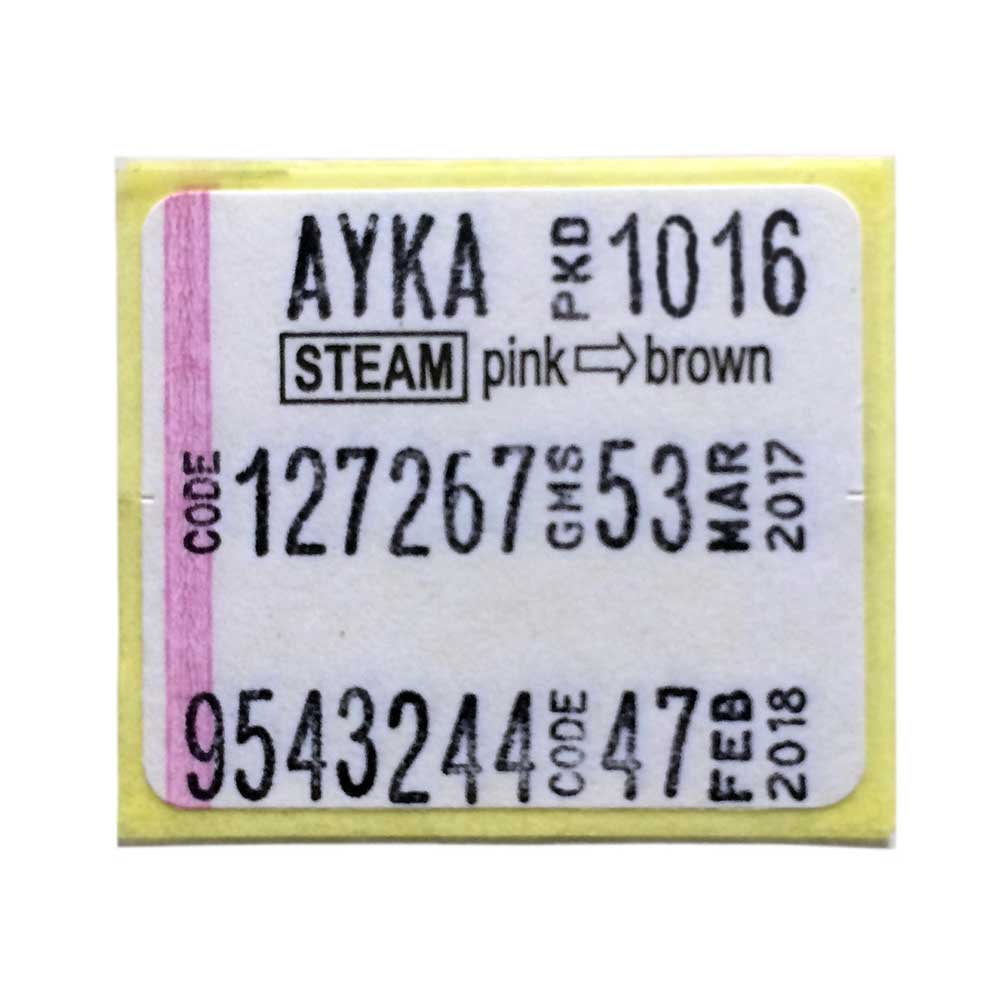 AYKA PKD 1016
STEAM pink ⇨ brown
CODE 127267 GMS 53 MAR 2017
9543244 CODE 47 FEB 2018